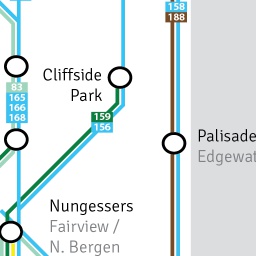 158
188
Cliffside
Park
83
165
166
168
159
156
Palisade
Edgewat
Nungessers
Fairview /
N. Bergen